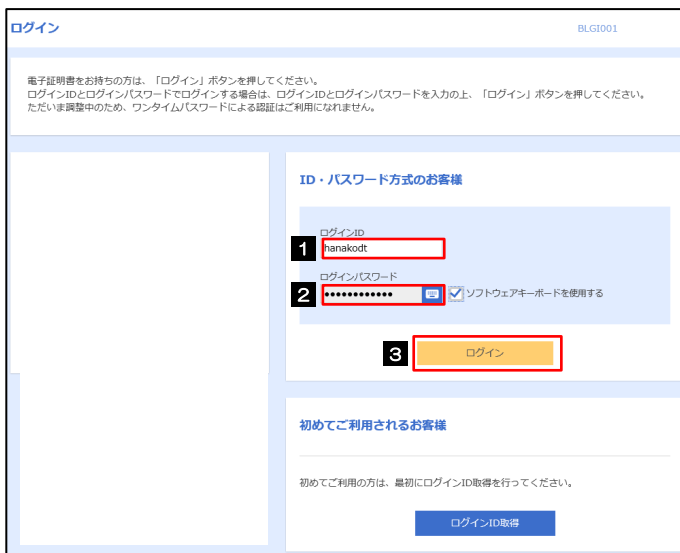 ログイン
BLGI001
電子証明書をお持ちの方は、「ログイン」ボタンを押してください。
ログインIDとログインパスワードでログインする場合は、ログインIDとログインパスワードを入力の上、「ログイン」ボタンを押してください。
ただいま調整中のため、ワンタイムパスワードによる認証はご利用になれません。
ID・パスワード方式のお客様
ログインID
1 hanakodt
ログインパスワード
2 ●●●●●●●●●●●● ソフトウェアキーボードを使用する
3 ログイン
初めてご利用されるお客様
初めてご利用の方は、最初にログインID取得を行ってください。
ログインID取得